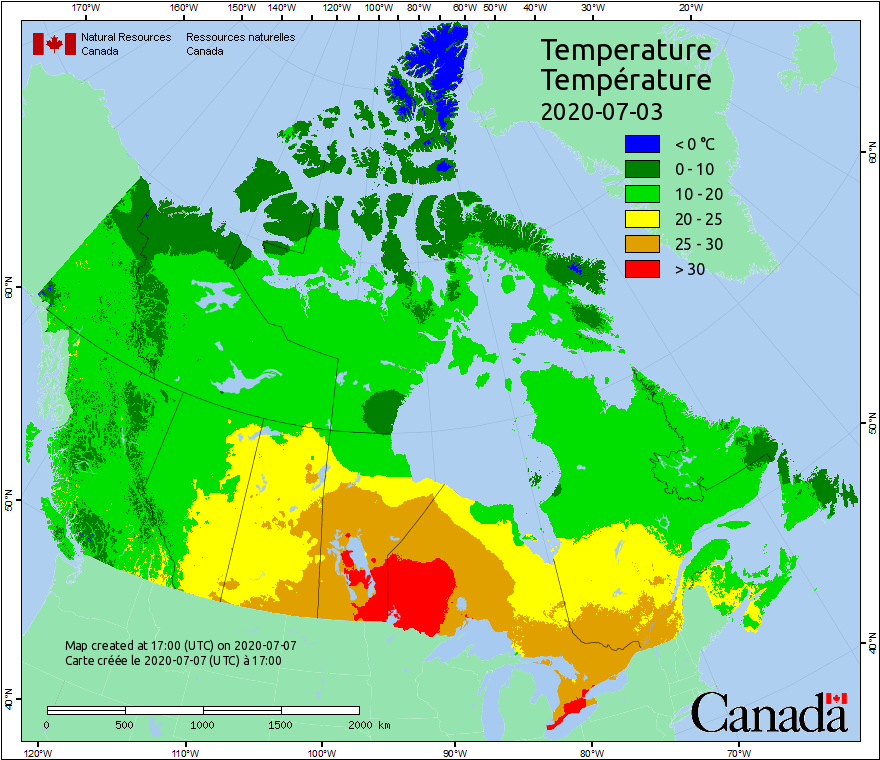 170°W 160°W 150°W 140°W 130°W 120°W 110°W 100°W 90°W 80°W 60°W 50°W 40°W 30°W 20°W
Natural Resources Ressources naturelles
Canada Canada
Temperature
Température
2020-07-03
< 0 °C
0 - 10
10 - 20
20 - 25
25 - 30
> 30
60°N
60°N
50°N
50°N
40°N
40°N
Map created at 17:00 (UTC) on 2020-07-07
Carte créée le 2020-07-07 (UTC) à 17:00
0 500 1000 1500 2000 km
Canada
120°W 110°W 100°W 90°W 80°W 70°W